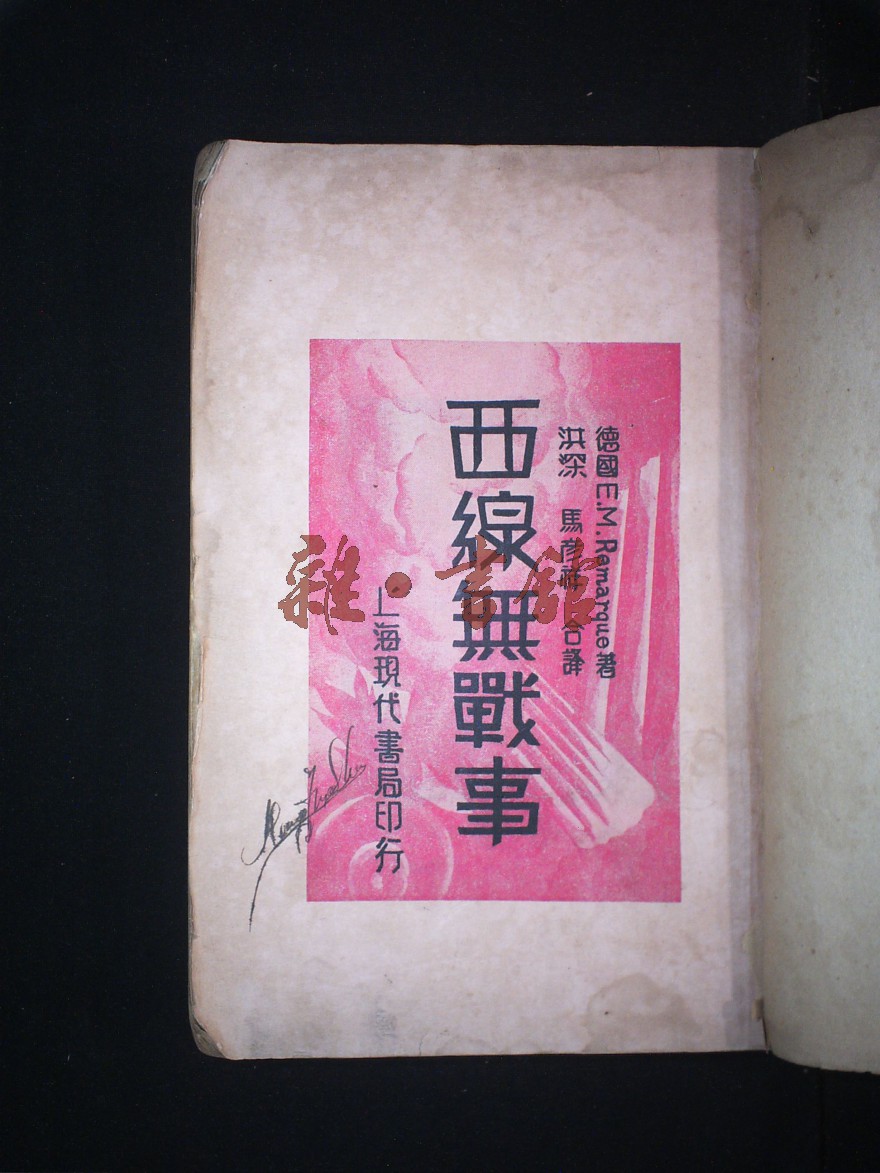 德國E.M.Remarque著
洪深 馬彥祥 合譯
西線無戰事
上海現代書局印行
雜·書館